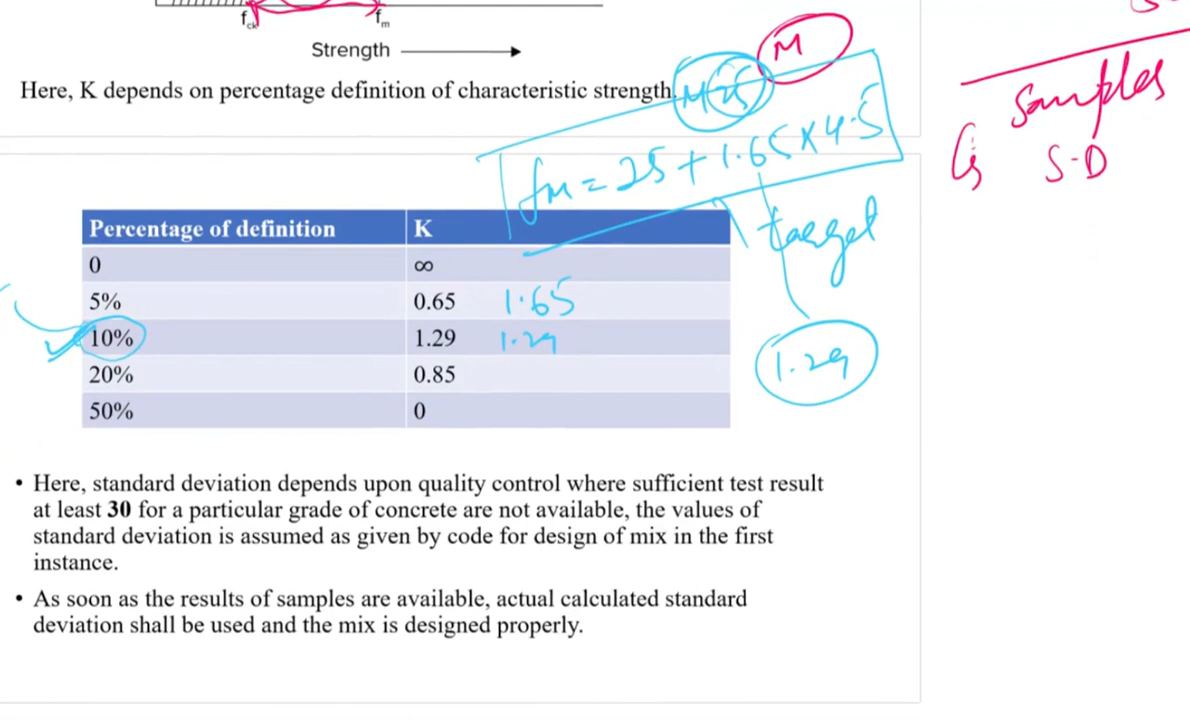 fck fm
Strength
M
Here, K depends on percentage definition of characteristic strength. M25
Samples
S-D
fm = 25 + 1.65 x 4.5
target
Percentage of definition K
0 ∞
5% 0.65 1.65
10% 1.29 1.29
1.29
20% 0.85
50% 0
• Here, standard deviation depends upon quality control where sufficient test result
at least 30 for a particular grade of concrete are not available, the values of
standard deviation is assumed as given by code for design of mix in the first
instance.
• As soon as the results of samples are available, actual calculated standard
deviation shall be used and the mix is designed properly.